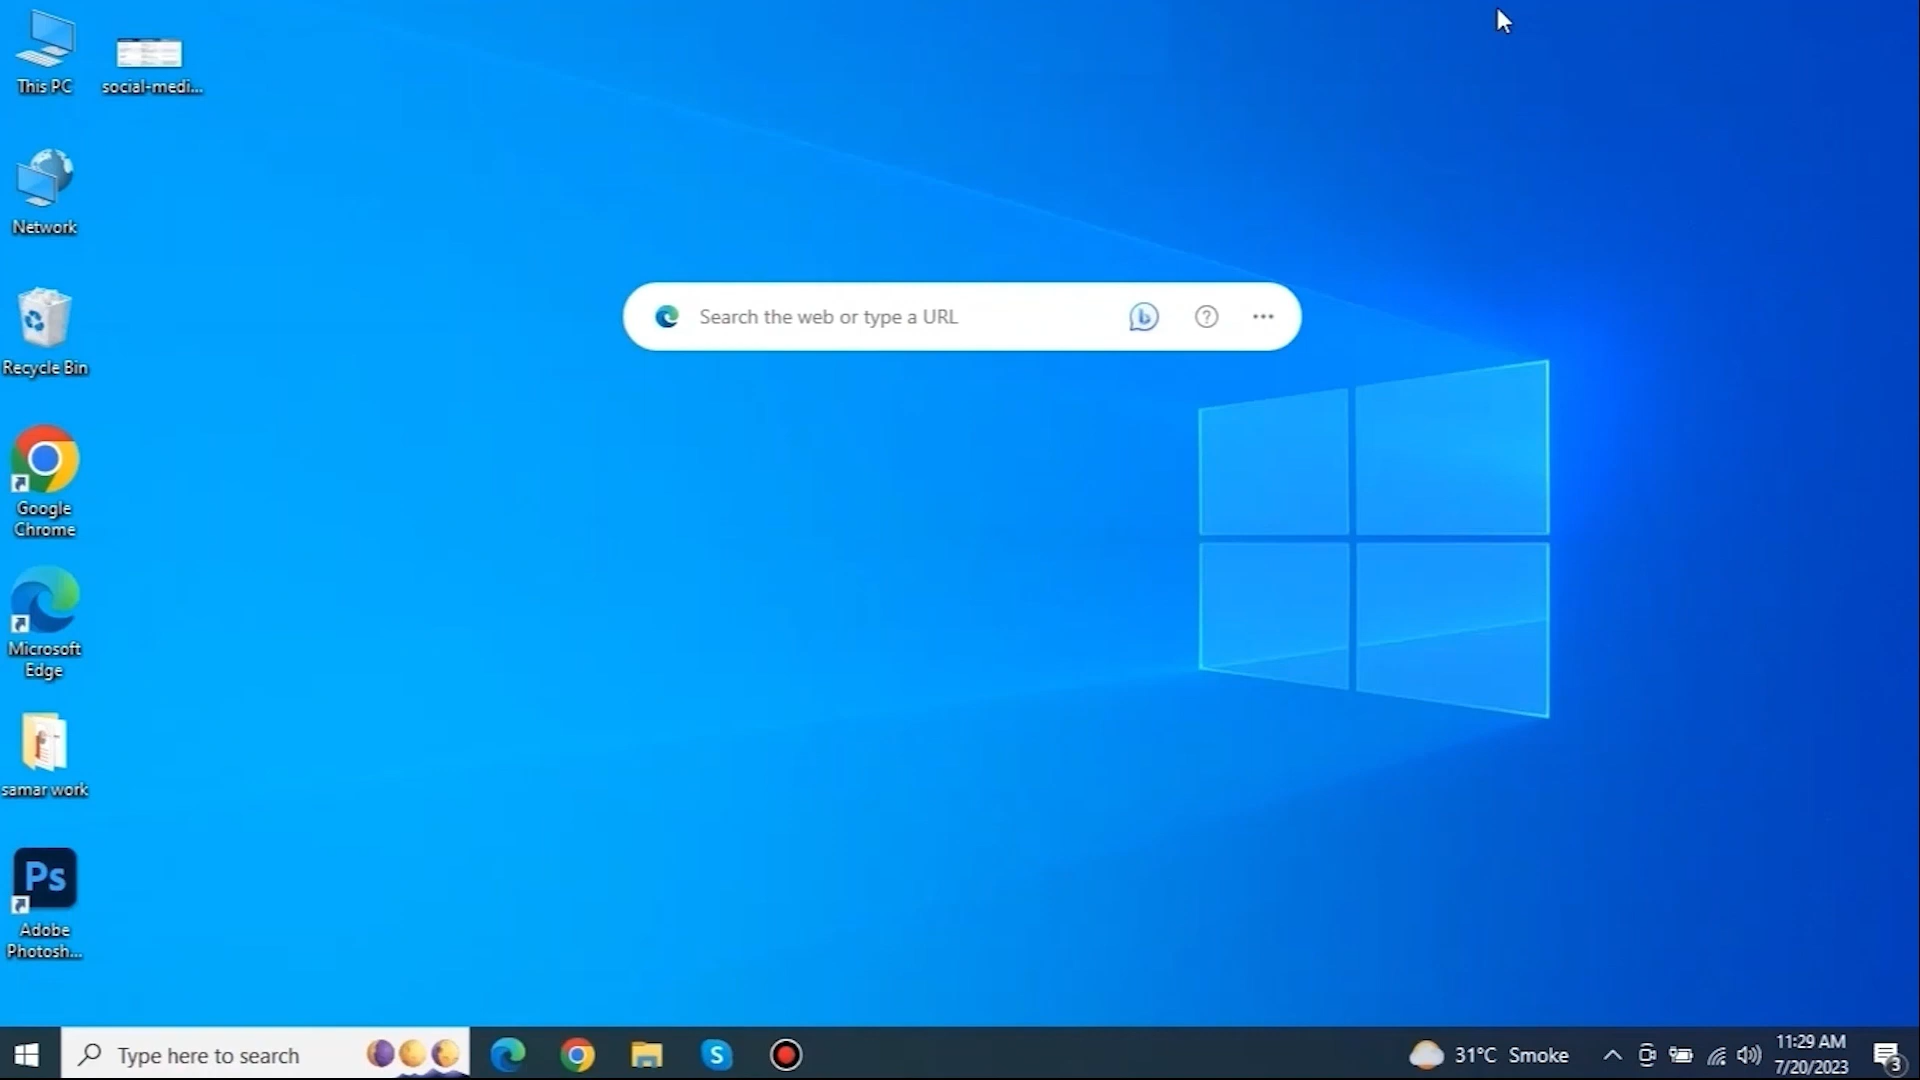 This PC
social-medi...
Network
Recycle Bin
Search the web or type a URL
Google
Chrome
Microsoft
Edge
samar work
Ps
Adobe
Photosh...
Type here to search
31°C Smoke
11:29 AM
7/20/2023
3